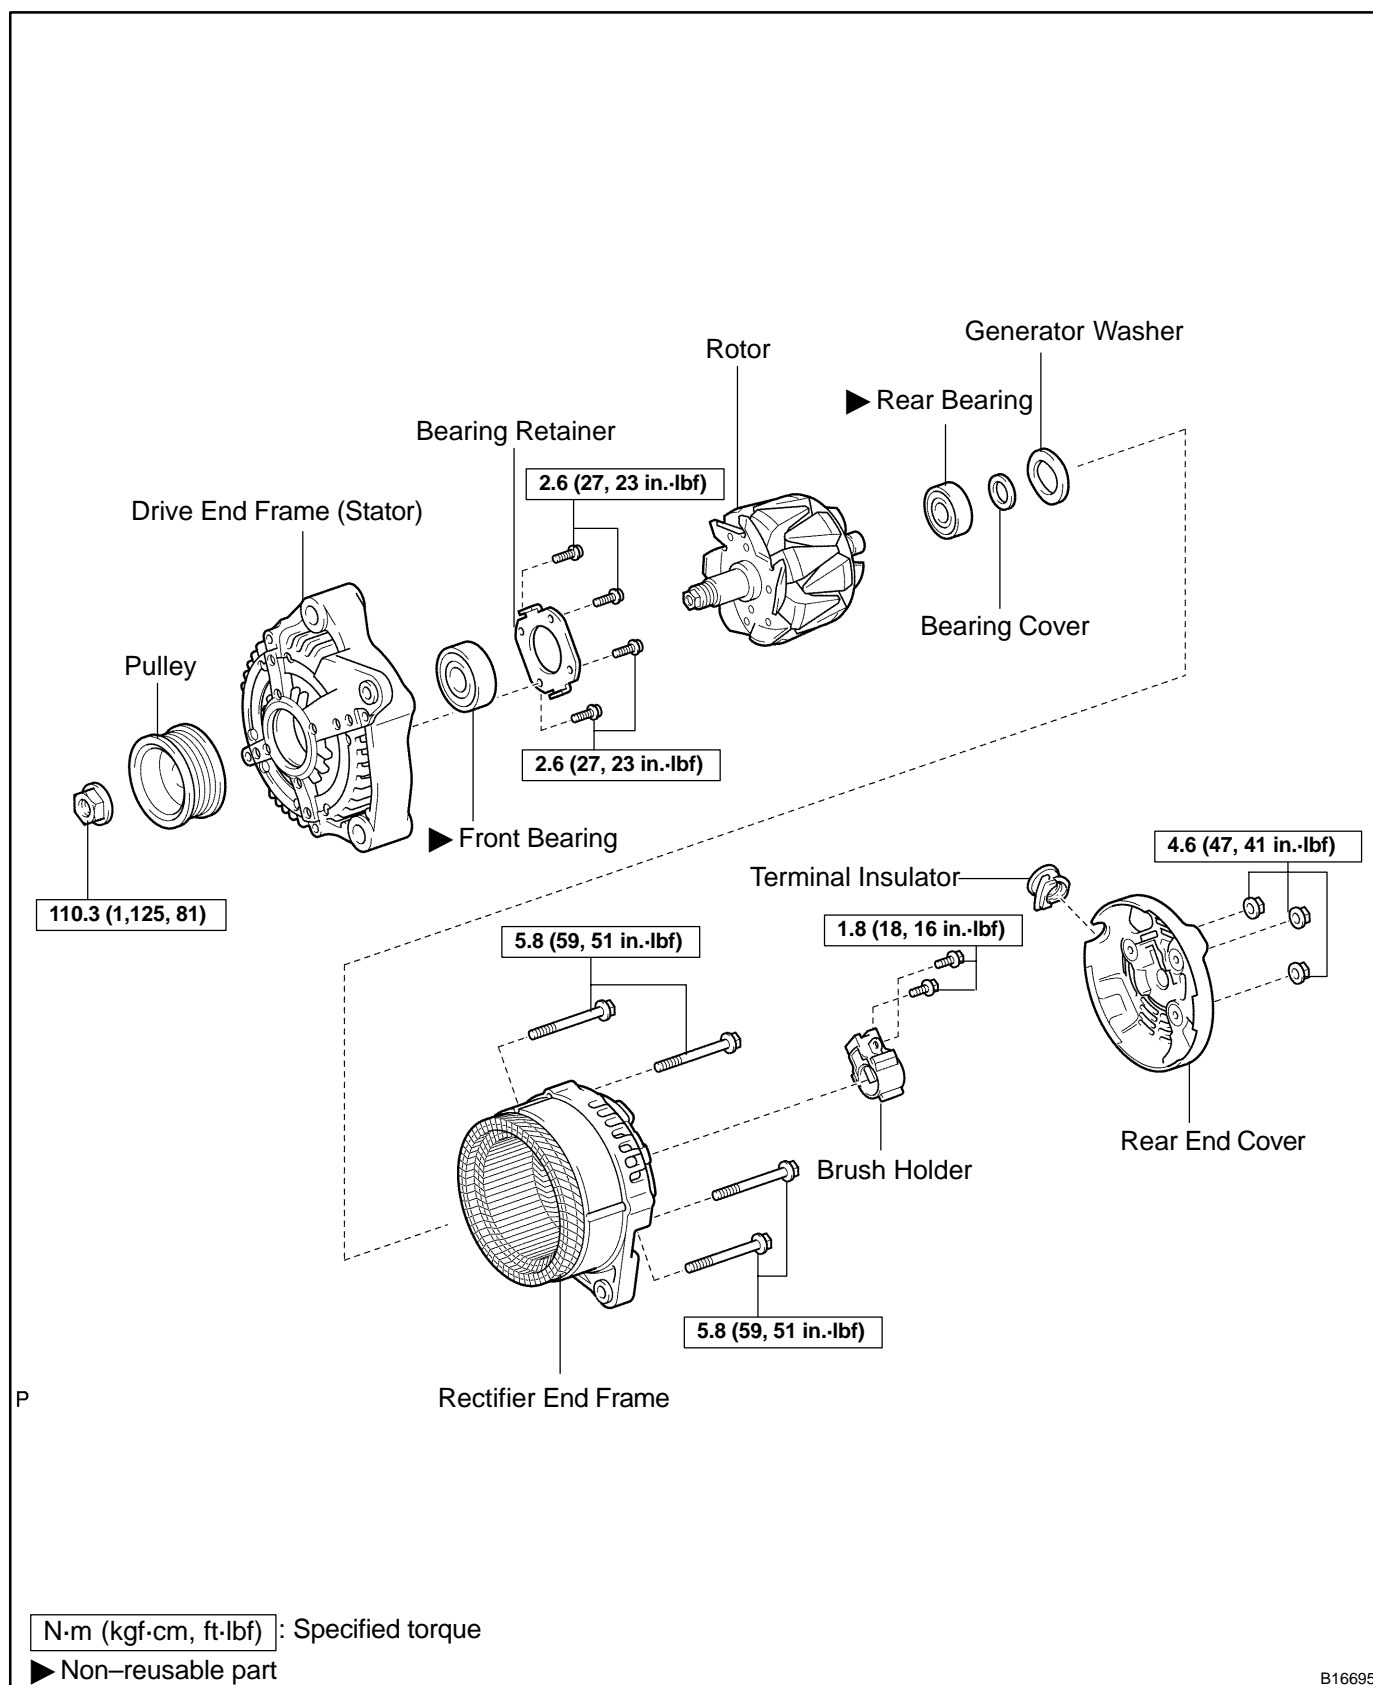 Generator Washer
Rotor
▶ Rear Bearing
Bearing Retainer
2.6 (27, 23 in.·lbf)
Drive End Frame (Stator)
Bearing Cover
Pulley
2.6 (27, 23 in.·lbf)
▶ Front Bearing
4.6 (47, 41 in.·lbf)
Terminal Insulator
110.3 (1,125, 81)
1.8 (18, 16 in.·lbf)
5.8 (59, 51 in.·lbf)
Rear End Cover
Brush Holder
5.8 (59, 51 in.·lbf)
Rectifier End Frame
P
N·m (kgf·cm, ft·lbf) : Specified torque
▶ Non–reusable part
B16695